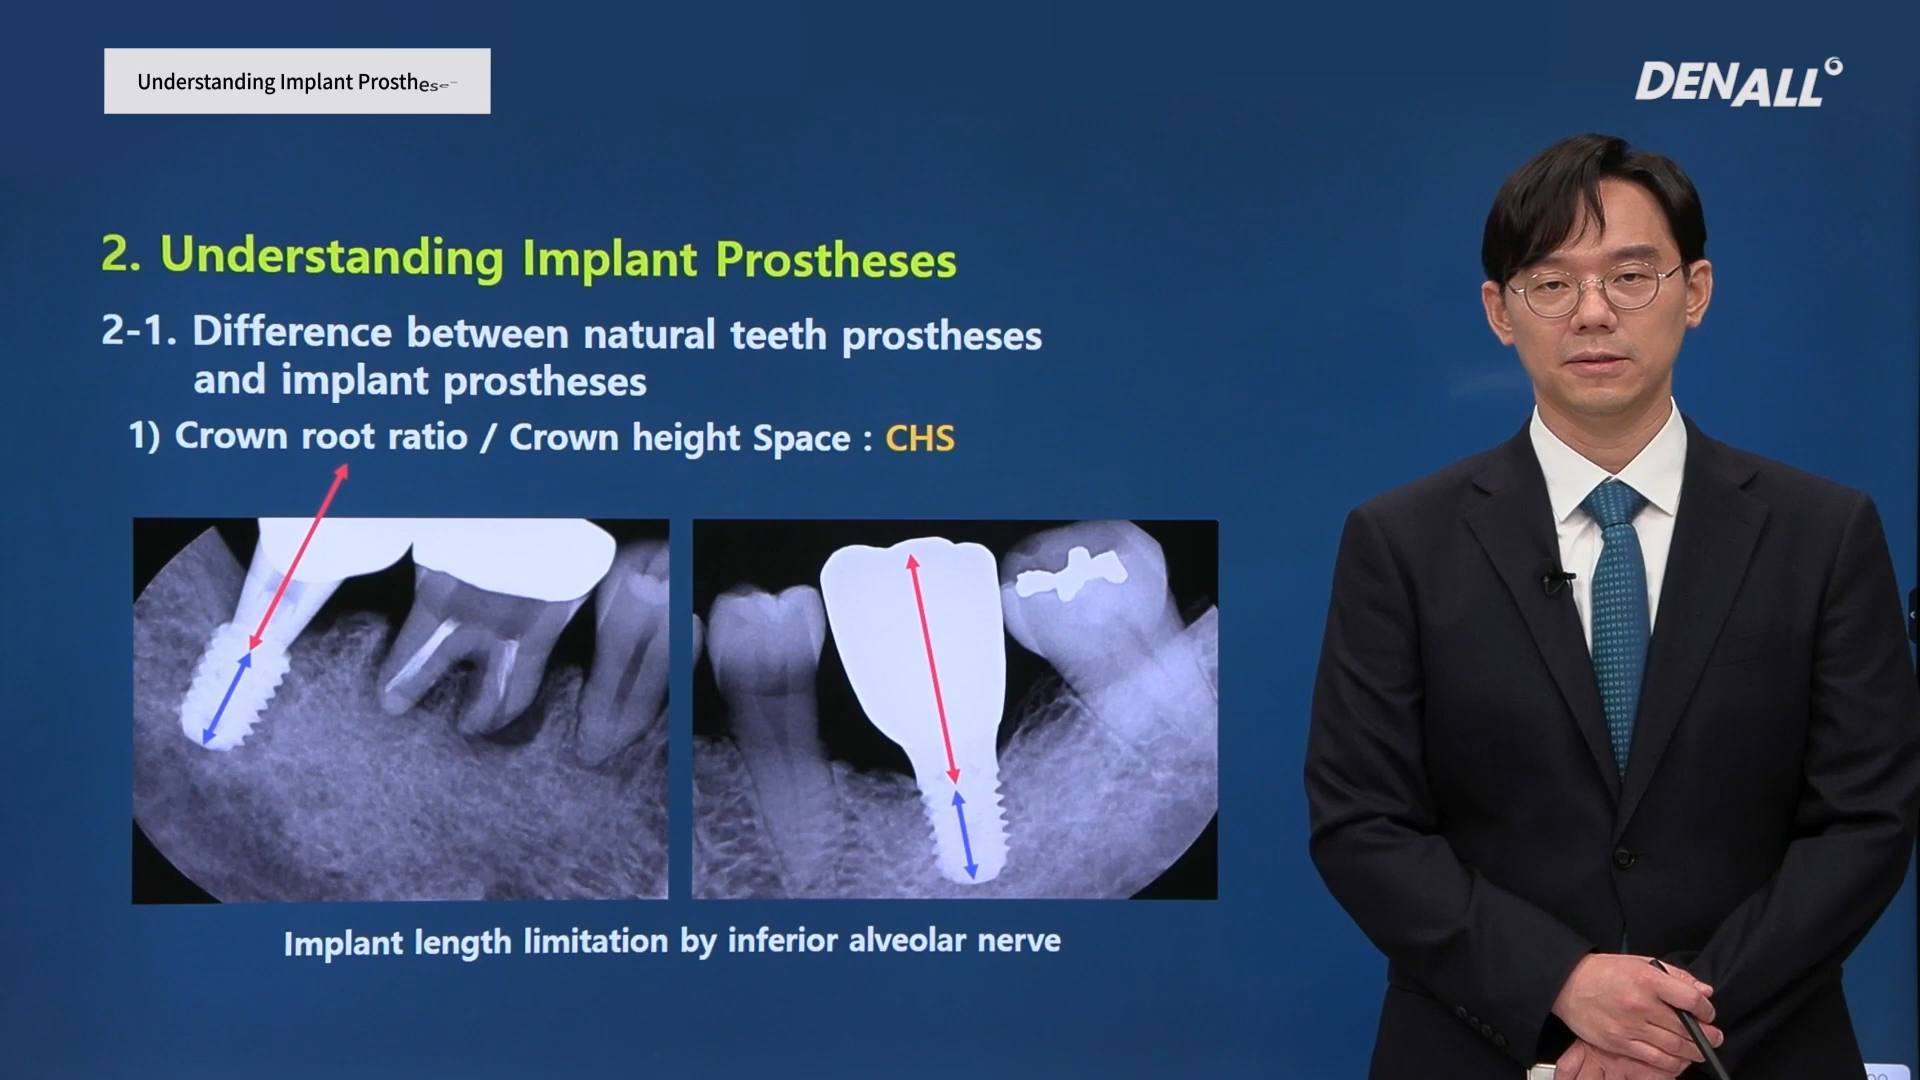 Understanding Implant Prosthese
DENALL
2. Understanding Implant Prostheses
2-1. Difference between natural teeth prostheses
and implant prostheses
1) Crown root ratio / Crown height Space : CHS
Implant length limitation by inferior alveolar nerve